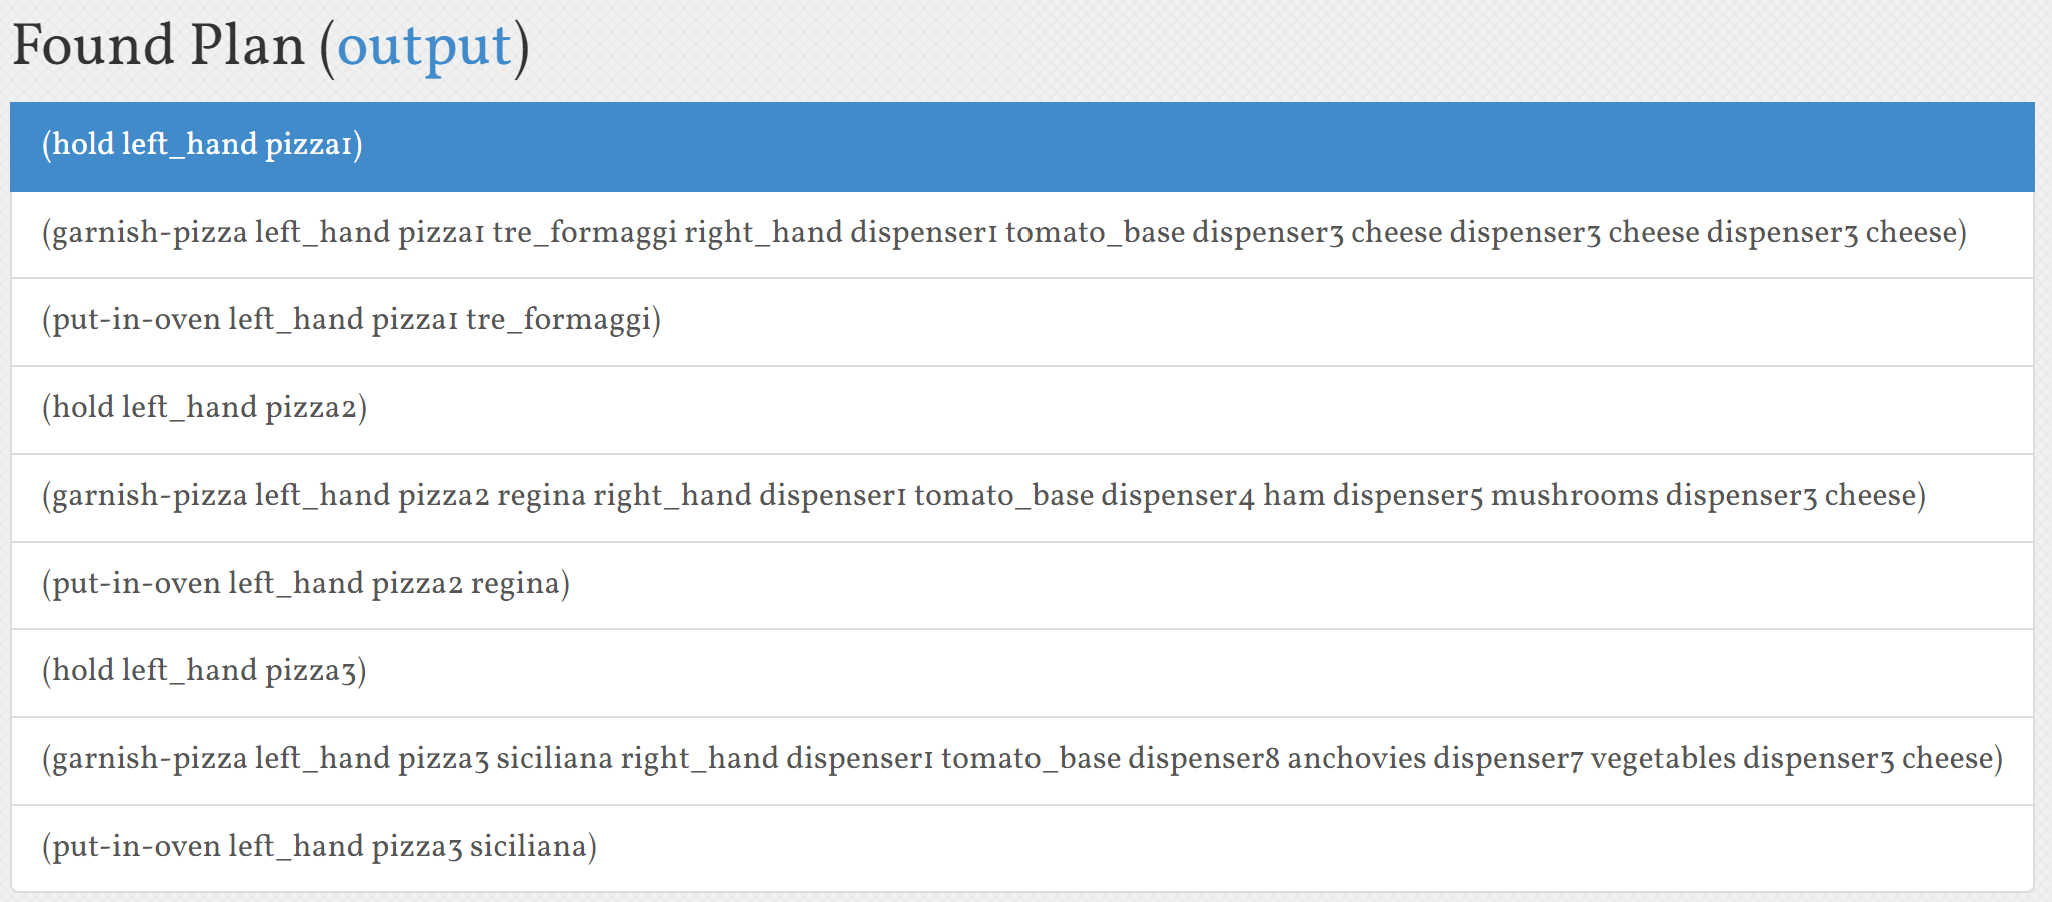 Found Plan (output)
(hold left_hand pizza1)
(garnish-pizza left_hand pizza1 tre_formaggi right_hand dispenser1 tomato_base dispenser3 cheese dispenser3 cheese dispenser3 cheese)
(put-in-oven left_hand pizza1 tre_formaggi)
(hold left_hand pizza2)
(garnish-pizza left_hand pizza2 regina right_hand dispenser1 tomato_base dispenser4 ham dispenser5 mushrooms dispenser3 cheese)
(put-in-oven left_hand pizza2 regina)
(hold left_hand pizza3)
(garnish-pizza left_hand pizza3 siciliana right_hand dispenser1 tomato_base dispenser8 anchovies dispenser7 vegetables dispenser3 cheese)
(put-in-oven left_hand pizza3 siciliana)